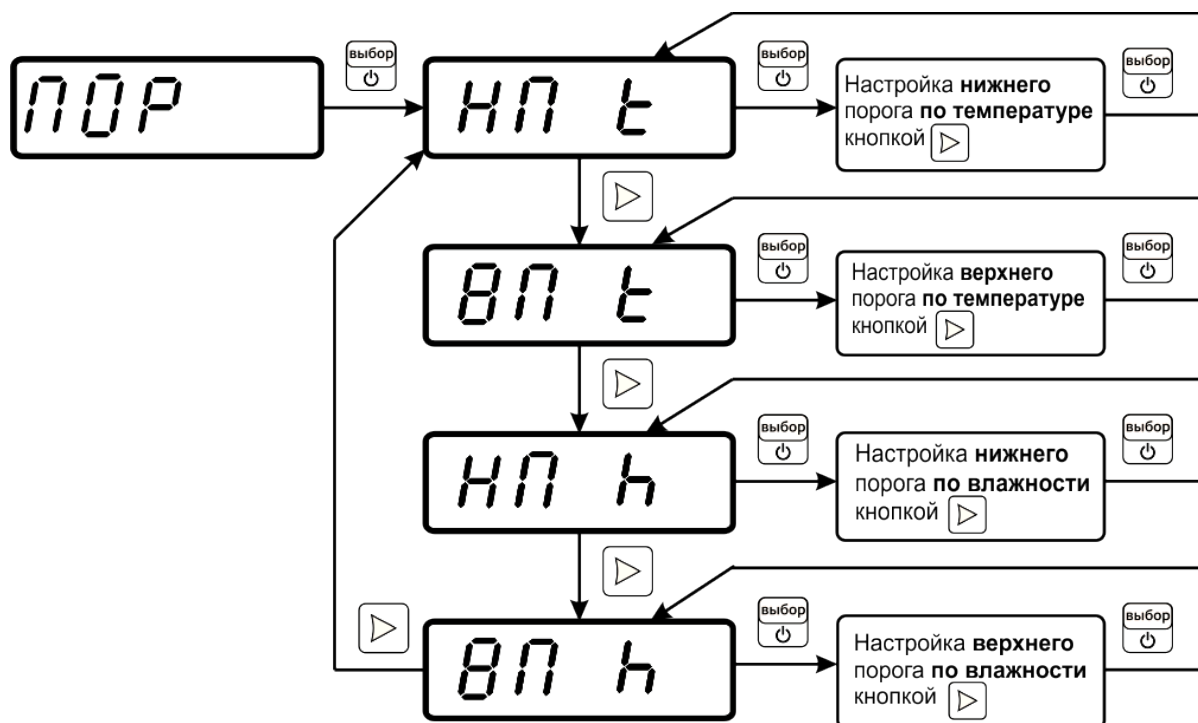 ПОР
выбор
НП t
выбор
Настройка нижнего
порога по температуре
кнопкой
выбор
ВП t
выбор
Настройка верхнего
порога по температуре
кнопкой
выбор
НП h
выбор
Настройка нижнего
порога по влажности
кнопкой
выбор
ВП h
выбор
Настройка верхнего
порога по влажности
кнопкой
выбор